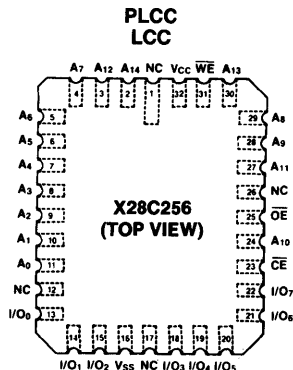 PLCC
LCC
A7 A12 A14 NC VCC W̅E̅ A13
4 3 2 1 32 31 30
A6 5 29 A8
A5 6 28 A9
A4 7 27 A11
A3 8 26 NC
A2 9 25 O̅E̅
A1 10 24 A10
A0 11 23 C̅E̅
NC 12 22 I/O7
I/O0 13 21 I/O6
X28C256
(TOP VIEW)
14 15 16 17 18 19 20
I/O1 I/O2 VSS NC I/O3 I/O4 I/O5